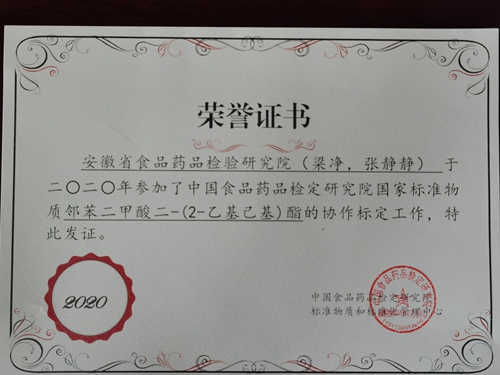 荣誉证书
安徽省食品药品检验研究院（梁净，张静静）于
二〇二〇年参加了中国食品药品检定研究院国家标准物
质邻苯二甲酸二-(2-乙基己基)酯的协作标定工作，特
此发证。
2020
中国食品药品检定研究院
标准物质和标准化管理中心